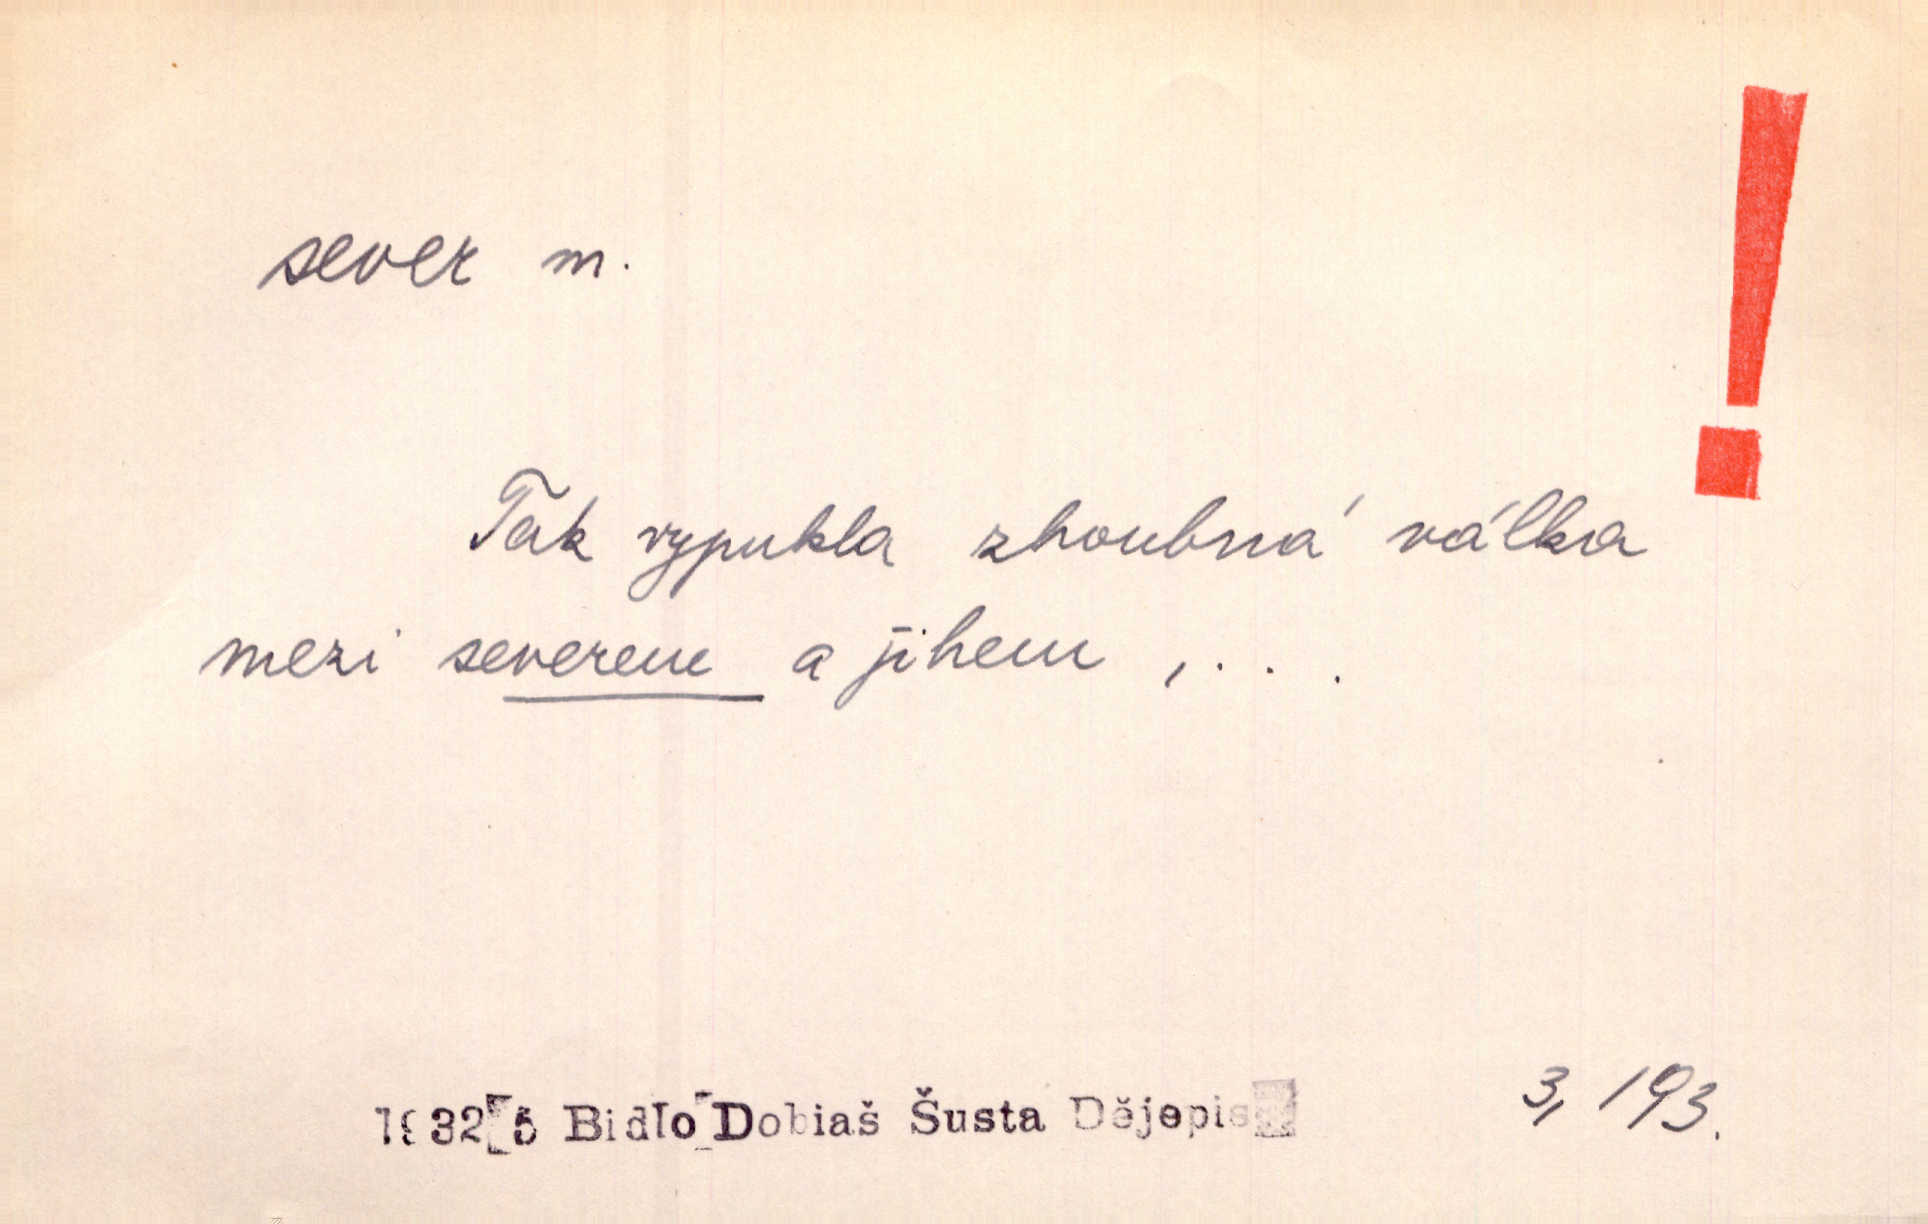 sever m.
Tak vypukla zhoubná válka
mezi severem a jihem, . . .
1932 5 Bidlo Dobiaš Šusta Dějepis
3, 193.